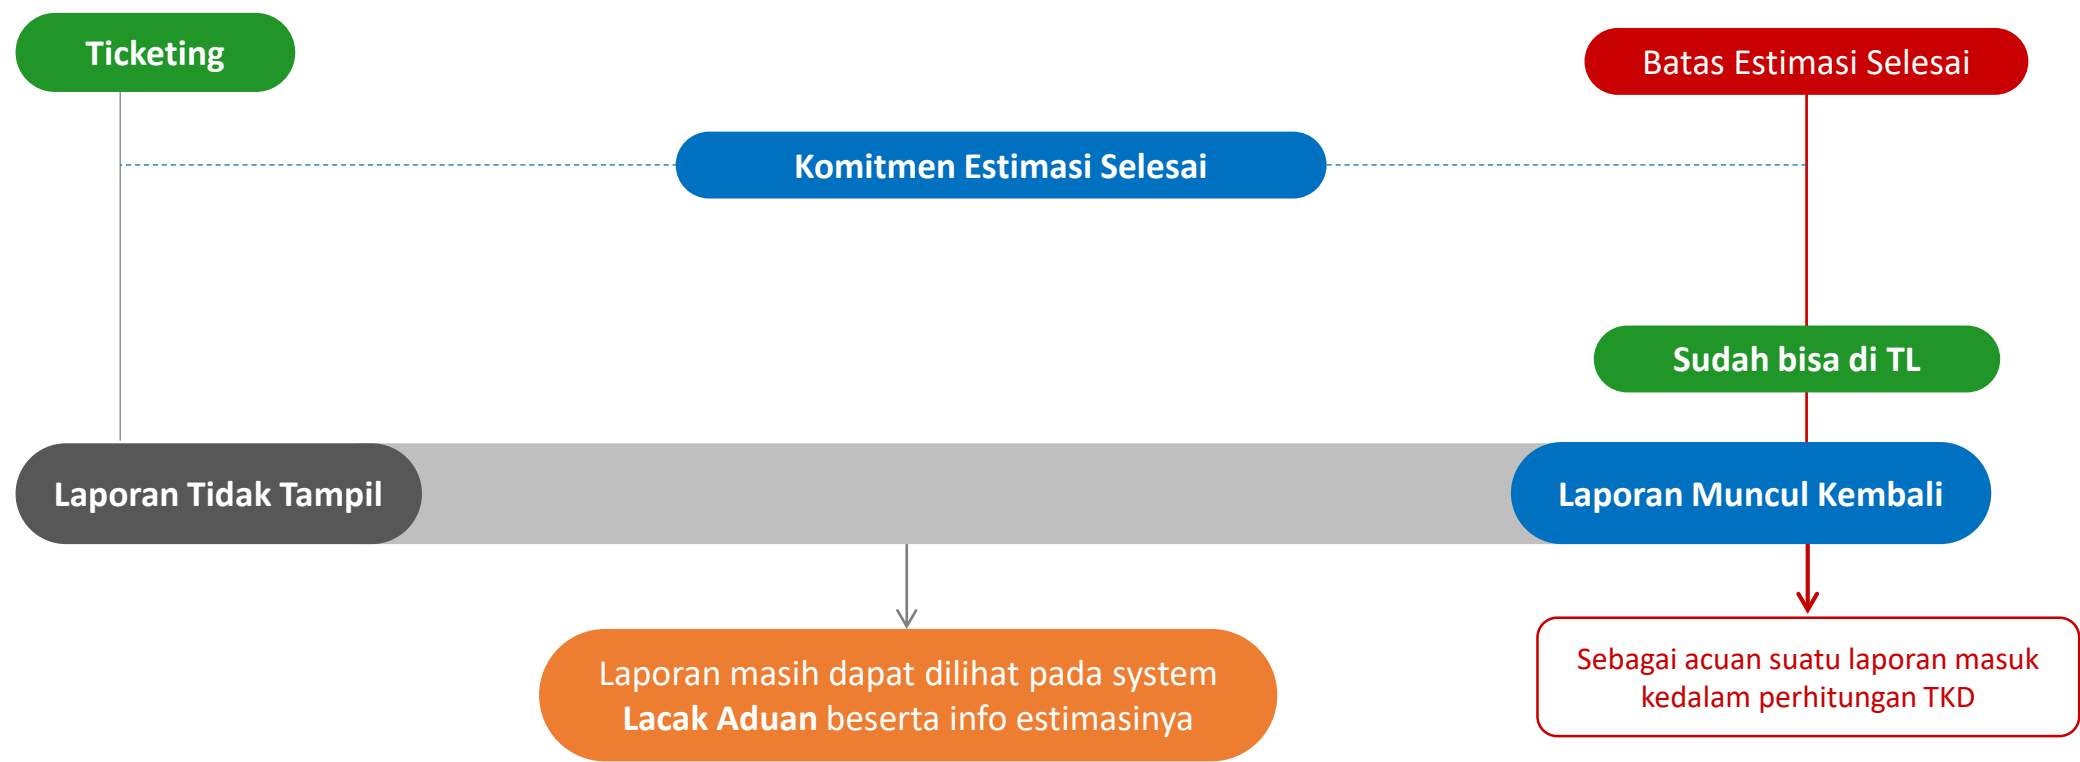 Ticketing
Batas Estimasi Selesai
Komitmen Estimasi Selesai
Sudah bisa di TL
Laporan Tidak Tampil
Laporan Muncul Kembali
Laporan masih dapat dilihat pada system
Lacak Aduan beserta info estimasinya
Sebagai acuan suatu laporan masuk
kedalam perhitungan TKD